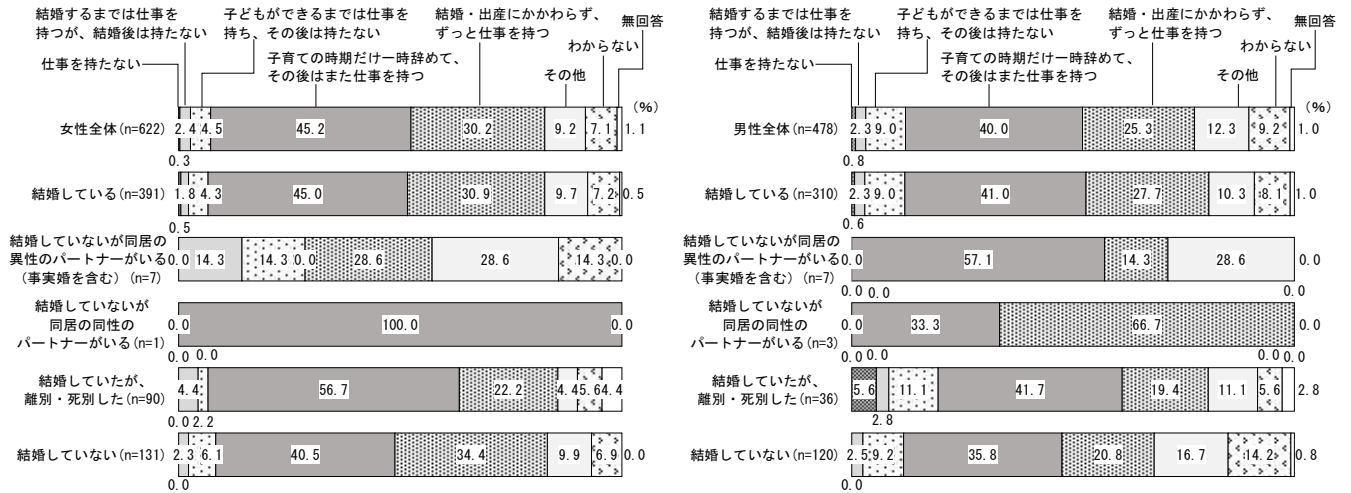 結婚するまでは仕事を
持つが、結婚後は持たない
子どもができるまでは仕事を
持ち、その後は持たない
結婚・出産にかかわらず、
ずっと仕事を持つ
無回答
わからない
仕事を持たない
子育ての時期だけ一時辞めて、
その後はまた仕事を持つ
その他
(%)
女性全体(n=622) 2.4 4.5 45.2 30.2 9.2 7.1 1.1
0.3
結婚している(n=391) 1.8 4.3 45.0 30.9 9.7 7.2 0.5
0.5
結婚していないが同居の
異性のパートナーがいる 0.0 14.3 14.3 0.0 28.6 28.6 14.3 0.0
(事実婚を含む) (n=7)
結婚していないが
同居の同性の 0.0 100.0 0.0
パートナーがいる(n=1)
0.0 0.0
結婚していたが、
離別・死別した(n=90) 4.4 56.7 22.2 4.4 5.6 4.4
0.0 2.2
結婚していない(n=131) 2.3 6.1 40.5 34.4 9.9 6.9 0.0
0.0
結婚するまでは仕事を
持つが、結婚後は持たない
子どもができるまでは仕事を
持ち、その後は持たない
結婚・出産にかかわらず、
ずっと仕事を持つ
無回答
わからない
仕事を持たない
子育ての時期だけ一時辞めて、
その後はまた仕事を持つ
その他
(%)
男性全体(n=478) 2.3 9.0 40.0 25.3 12.3 9.2 1.0
0.8
結婚している(n=310) 2.3 9.0 41.0 27.7 10.3 8.1 1.0
0.6
結婚していないが同居の
異性のパートナーがいる 0.0 57.1 14.3 28.6 0.0
(事実婚を含む) (n=7)
0.0 0.0 0.0
結婚していないが
同居の同性の 0.0 33.3 66.7 0.0
パートナーがいる(n=3)
0.0 0.0 0.0 0.0
結婚していたが、
離別・死別した(n=36) 5.6 11.1 41.7 19.4 11.1 5.6 2.8
2.8
結婚していない(n=120) 2.5 9.2 35.8 20.8 16.7 14.2 0.8
0.0